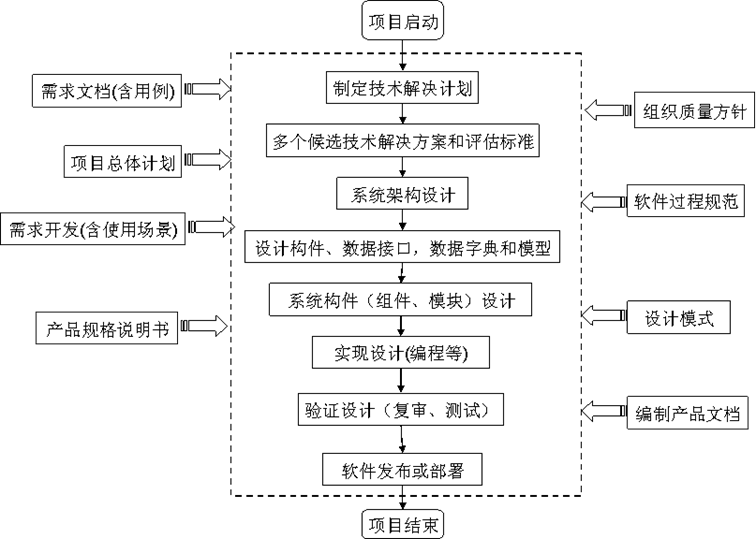 项目启动
需求文档(含用例)
制定技术解决计划
组织质量方针
多个候选技术解决方案和评估标准
项目总体计划
系统架构设计
软件过程规范
需求开发(含使用场景)
设计构件、数据接口，数据字典和模型
系统构件（组件、模块）设计
产品规格说明书
设计模式
实现设计(编程等)
验证设计（复审、测试）
编制产品文档
软件发布或部署
项目结束